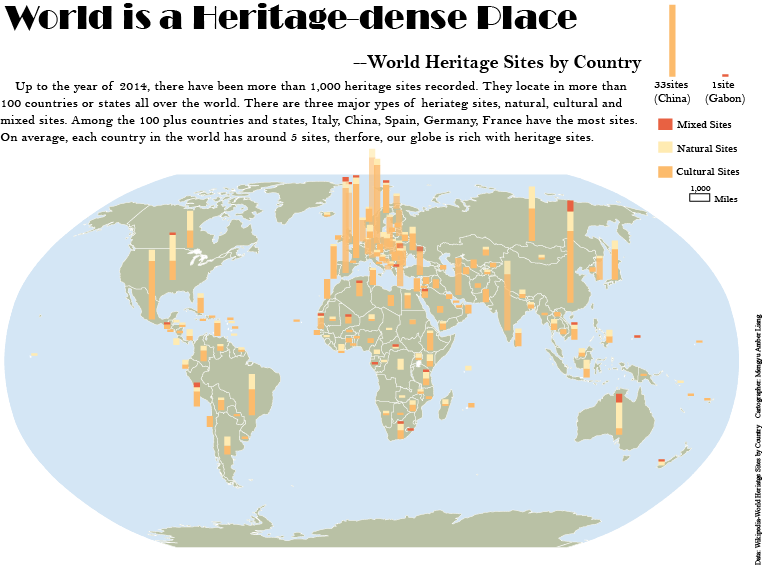 World is a Heritage-dense Place
--World Heritage Sites by Country
Up to the year of 2014, there have been more than 1,000 heritage sites recorded. They locate in more than
100 countries or states all over the world. There are three major ypes of heriateg sites, natural, cultural and
mixed sites. Among the 100 plus countries and states, Italy, China, Spain, Germany, France have the most sites.
On average, each country in the world has around 5 sites, therfore, our globe is rich with heritage sites.
33sites
(China)
1site
(Gabon)
Mixed Sites
Natural Sites
Cultural Sites
1,000
Miles
Data: Wikipedia-World Heritage Sites by Country Cartographer: Mengyu Amber Liang